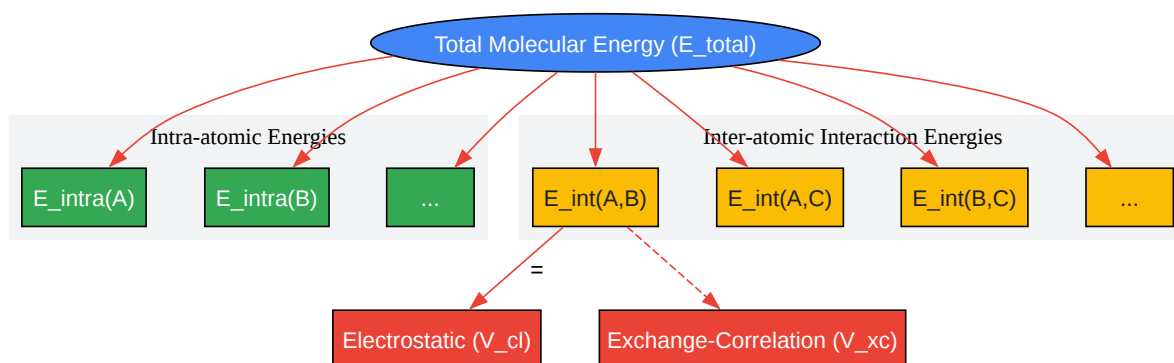 Total Molecular Energy (E_total)
Intra-atomic Energies
Inter-atomic Interaction Energies
E_intra(A)
E_intra(B)
...
E_int(A,B)
E_int(A,C)
E_int(B,C)
...
=
Electrostatic (V_cl)
Exchange-Correlation (V_xc)